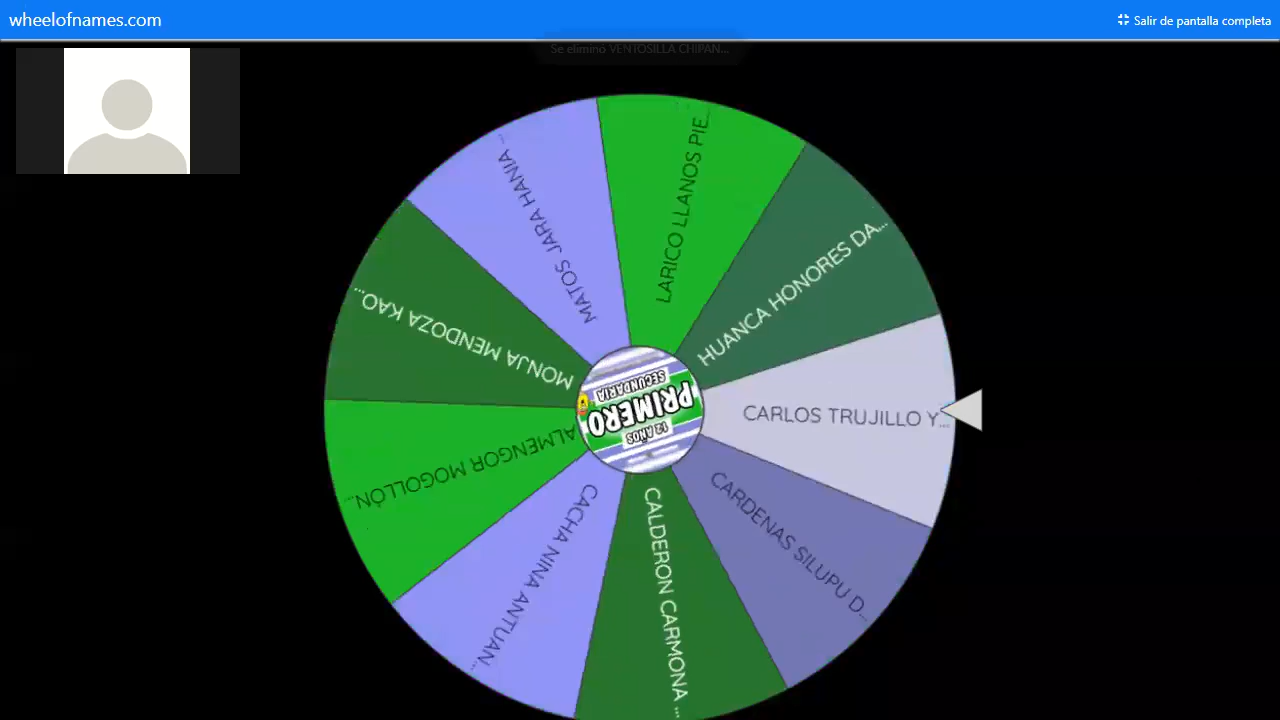 wheelofnames.com
Salir de pantalla completa
Se eliminó VENTOSILLA CHIPAN...
LARICO LLANOS PIE...
HUANCA HONORES DA...
CARLOS TRUJILLO Y...
CARDENAS SILUPU D...
CALDERON CARMONA ...
CACHA NINA ANTUAN...
ALMENGOR MOGOLLÓN...
MONJA MENDOZA KAO...
MATOS JARA HANIA ...
12 AÑOS
PRIMERO
SECUNDARIA